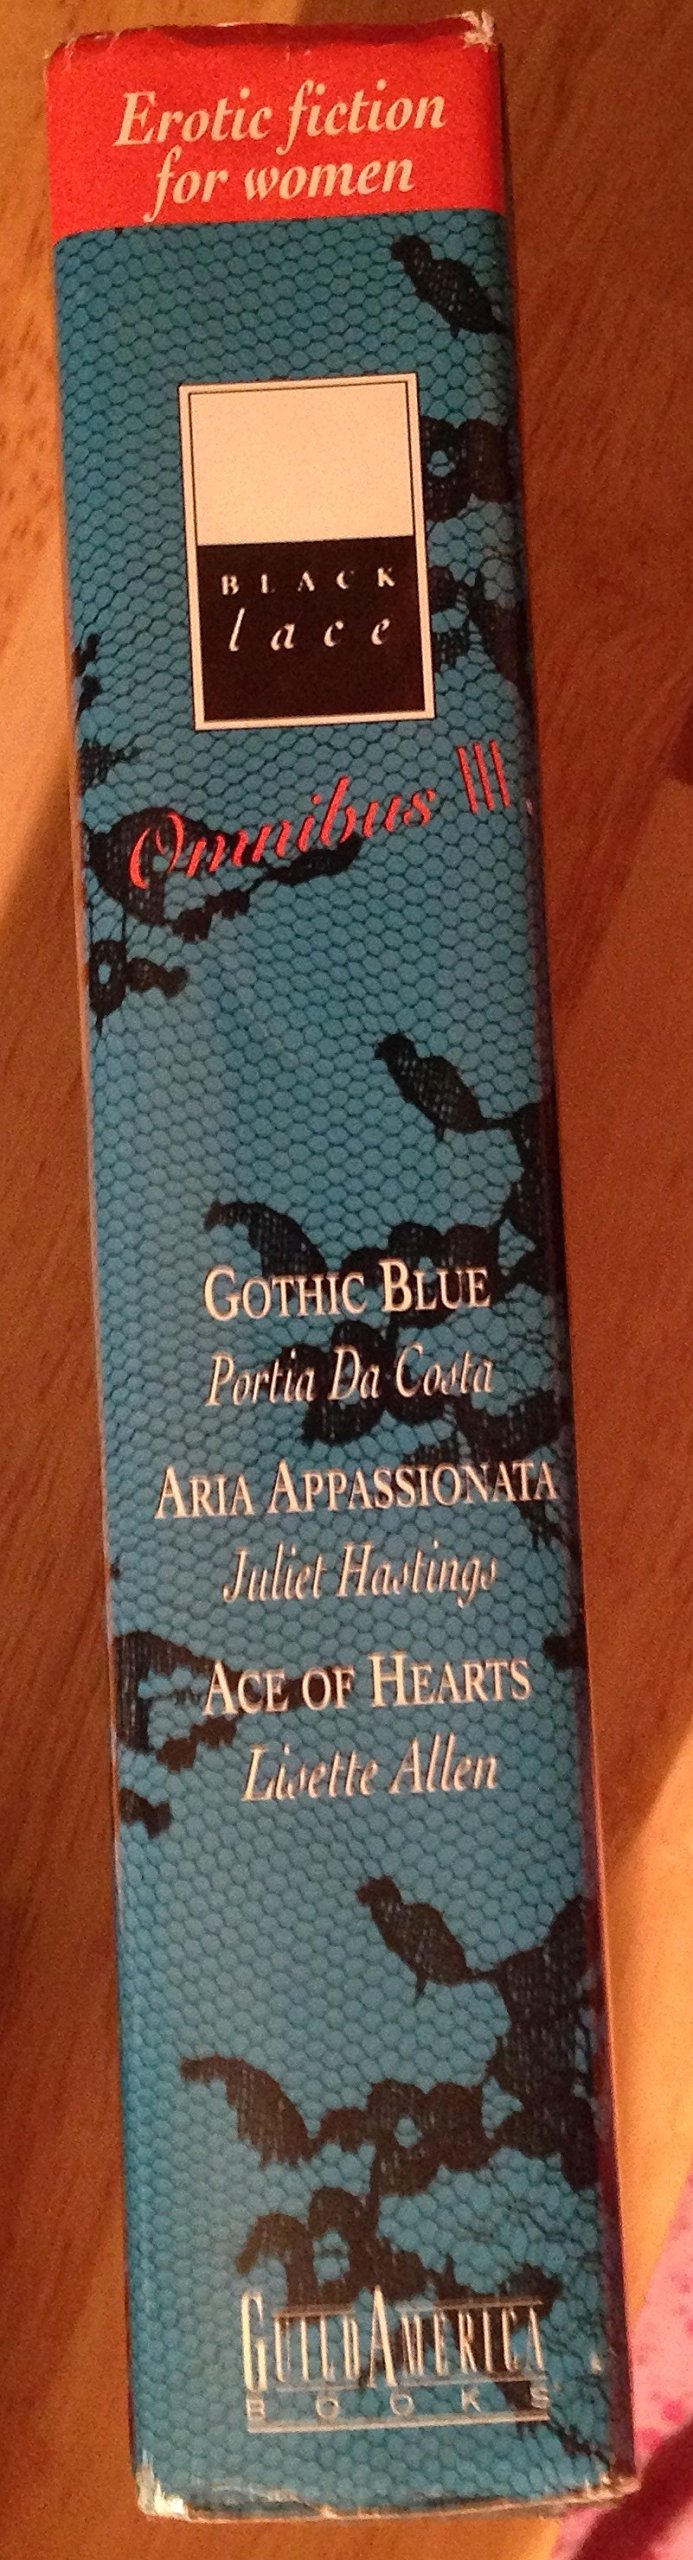 Erotic fiction
for women
BLACK
lace
Omnibus III
GOTHIC BLUE
Portia Da Costa
ARIA APPASSIONATA
Juliet Hastings
ACE OF HEARTS
Lisette Allen
GUILDAMERICA
BOOKS